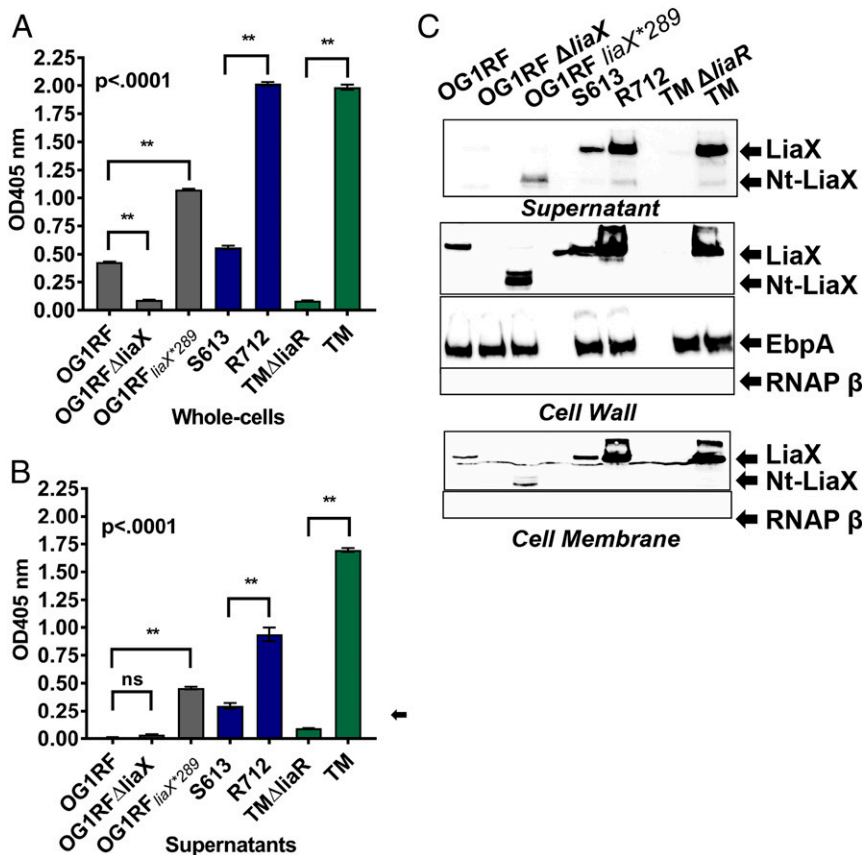 A
OD405 nm
2.25
2.00
1.75
1.50
1.25
1.00
0.75
0.50
0.25
0.00
p<.0001
**
**
**
**
OG1RF
OG1RFΔliaX
OG1RF liaX*289
S613
R712
TMΔliaR
TM
Whole-cells
B
OD405 nm
2.25
2.00
1.75
1.50
1.25
1.00
0.75
0.50
0.25
0.00
p<.0001
ns
**
**
**
OG1RF
OG1RFΔliaX
OG1RF liaX*289
S613
R712
TMΔliaR
TM
Supernatants
C
OG1RF
OG1RF ΔliaX
OG1RF liaX*289
S613
R712
TM ΔliaR
TM
LiaX
Nt-LiaX
Supernatant
LiaX
Nt-LiaX
EbpA
RNAP β
Cell Wall
LiaX
Nt-LiaX
RNAP β
Cell Membrane